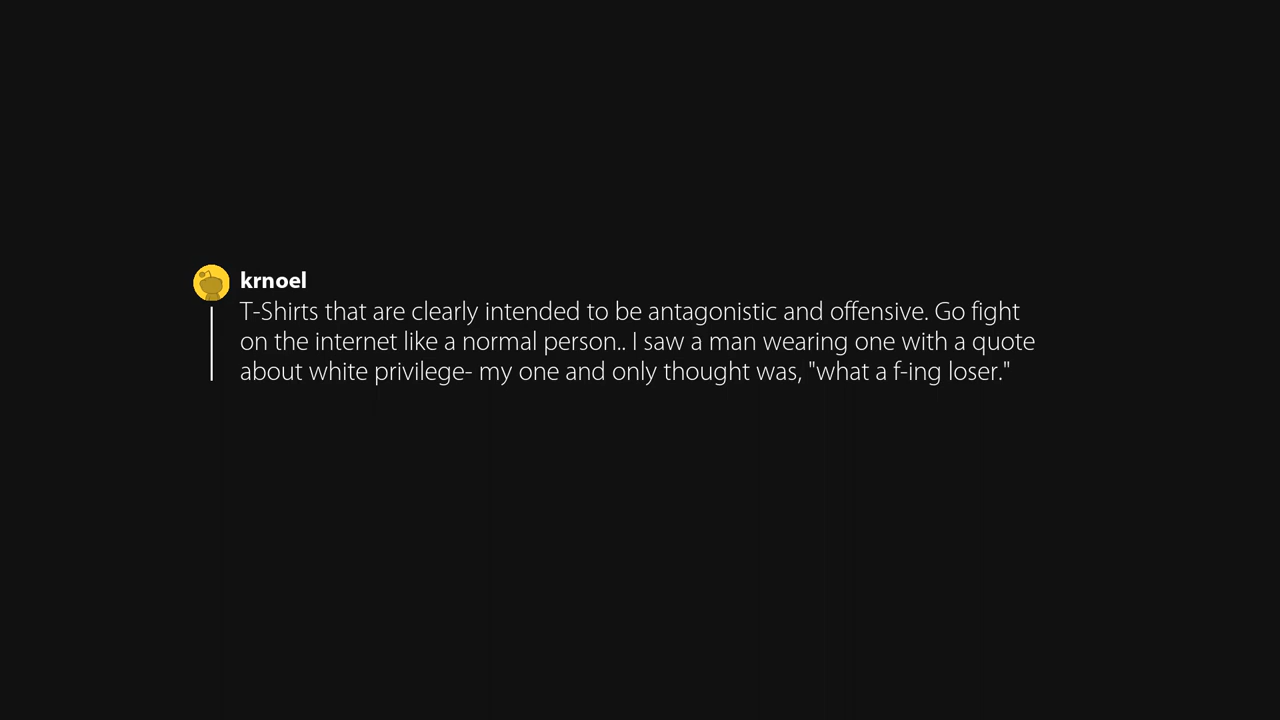 krnoel
T-Shirts that are clearly intended to be antagonistic and offensive. Go fight
on the internet like a normal person.. I saw a man wearing one with a quote
about white privilege- my one and only thought was, "what a f-ing loser."